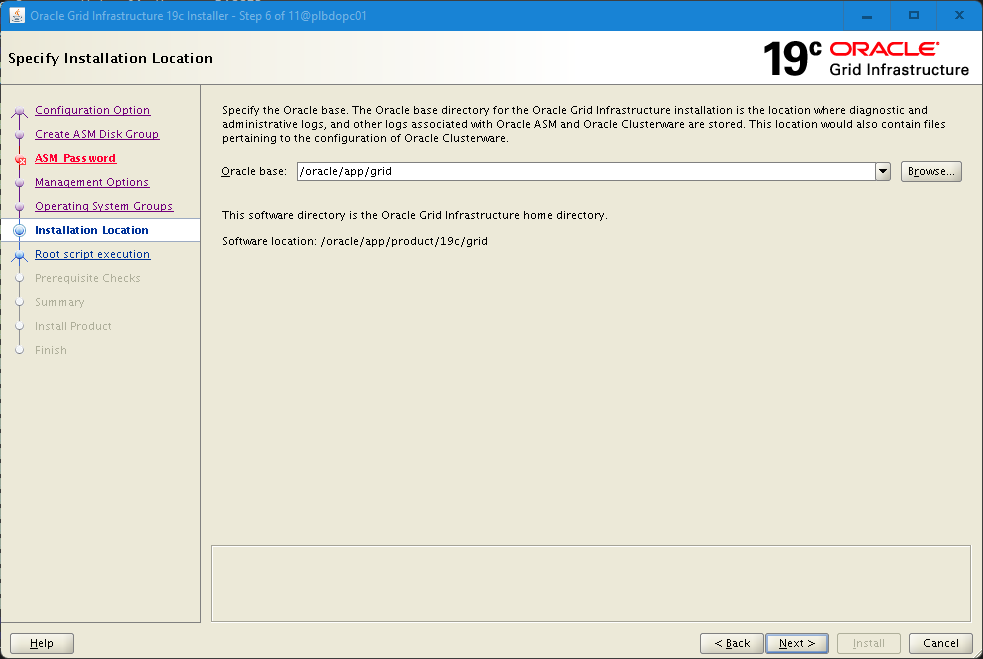 Oracle Grid Infrastructure 19c Installer - Step 6 of 11@plbdopc01
Specify Installation Location
19c ORACLE
Grid Infrastructure
Configuration Option
Create ASM Disk Group
ASM Password
Management Options
Operating System Groups
Installation Location
Root script execution
Prerequisite Checks
Summary
Install Product
Finish
Specify the Oracle base. The Oracle base directory for the Oracle Grid Infrastructure installation is the location where diagnostic and
administrative logs, and other logs associated with Oracle ASM and Oracle Clusterware are stored. This location would also contain files
pertaining to the configuration of Oracle Clusterware.
Oracle base: /oracle/app/grid Browse...
This software directory is the Oracle Grid Infrastructure home directory.
Software location: /oracle/app/product/19c/grid
Help < Back Next > Install Cancel